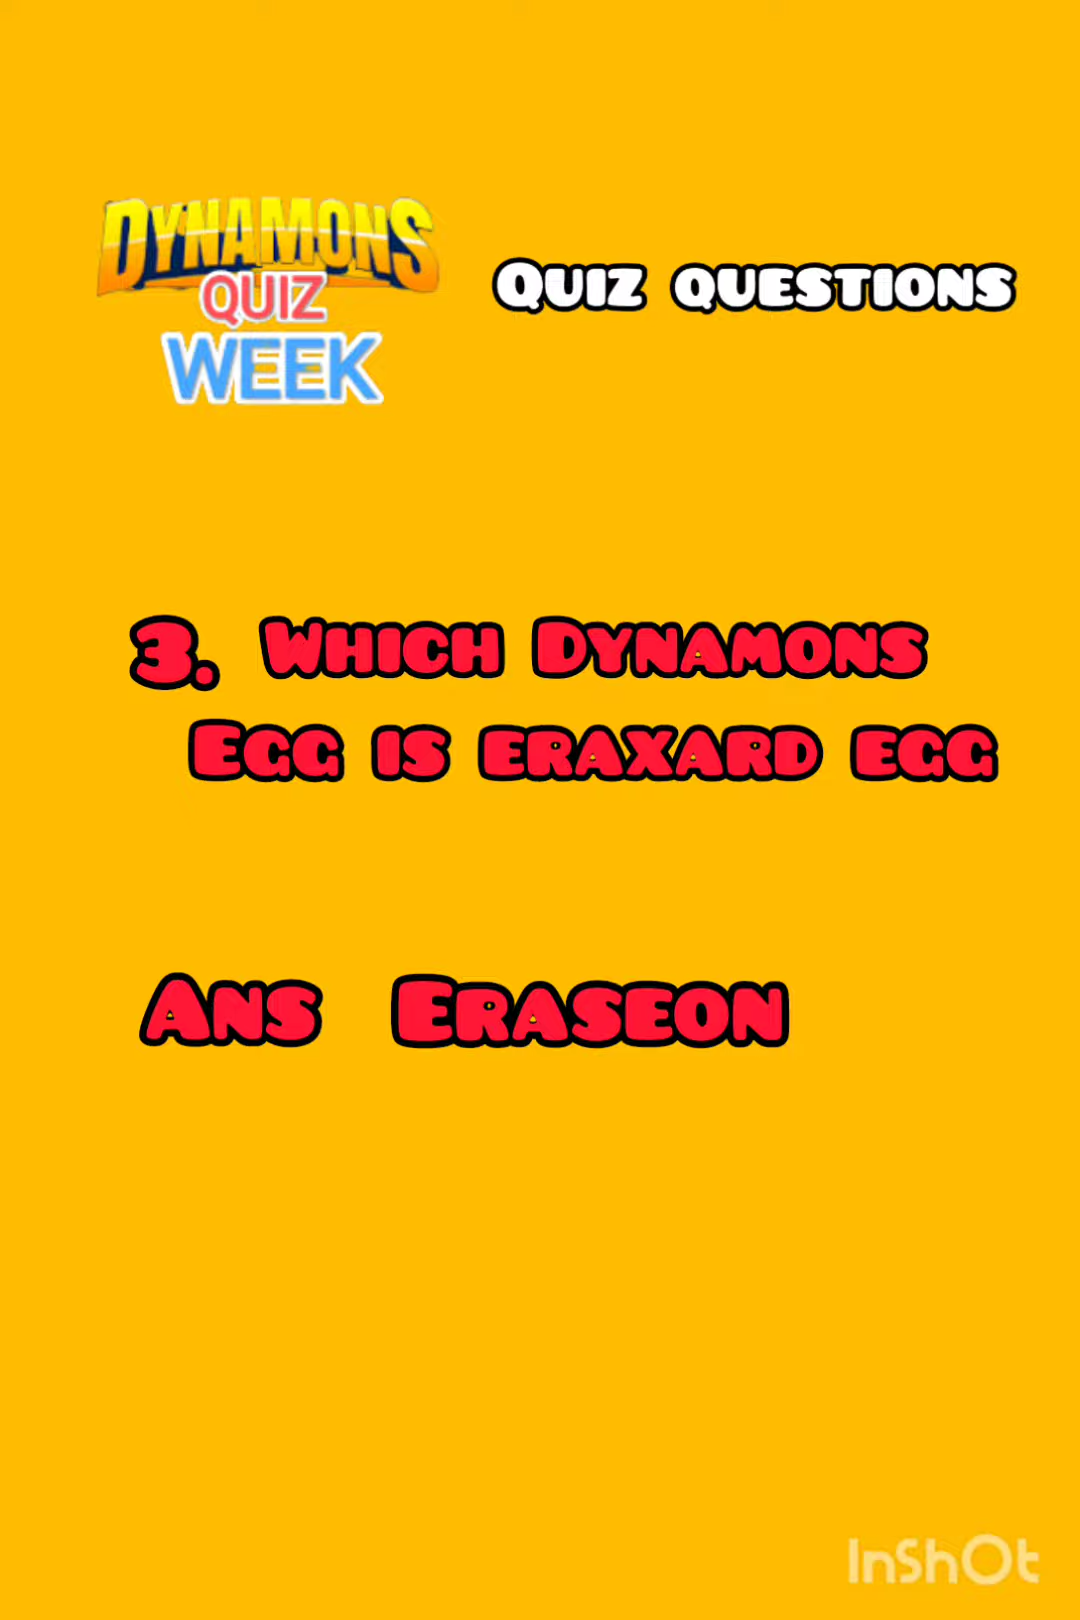 DYNAMONS
QUIZ
WEEK
QUIZ QUESTIONS
3. WHICH DYNAMONS
EGG IS ERAXARD EGG
ANS ERASEON
InShOt